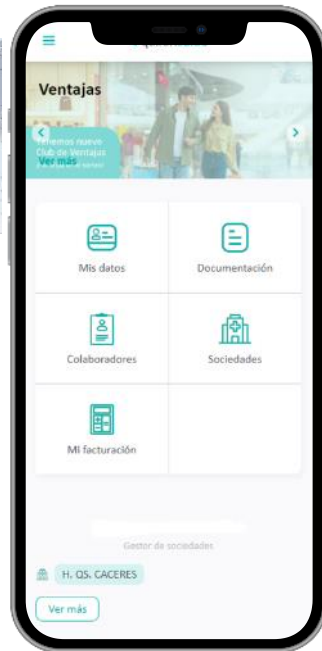 Ventajas
Tenemos nuevo
Club de Ventajas
Ver más
Mis datos
Documentación
Colaboradores
Sociedades
Mi facturación
Gestor de sociedades
H. QS. CACERES
Ver más